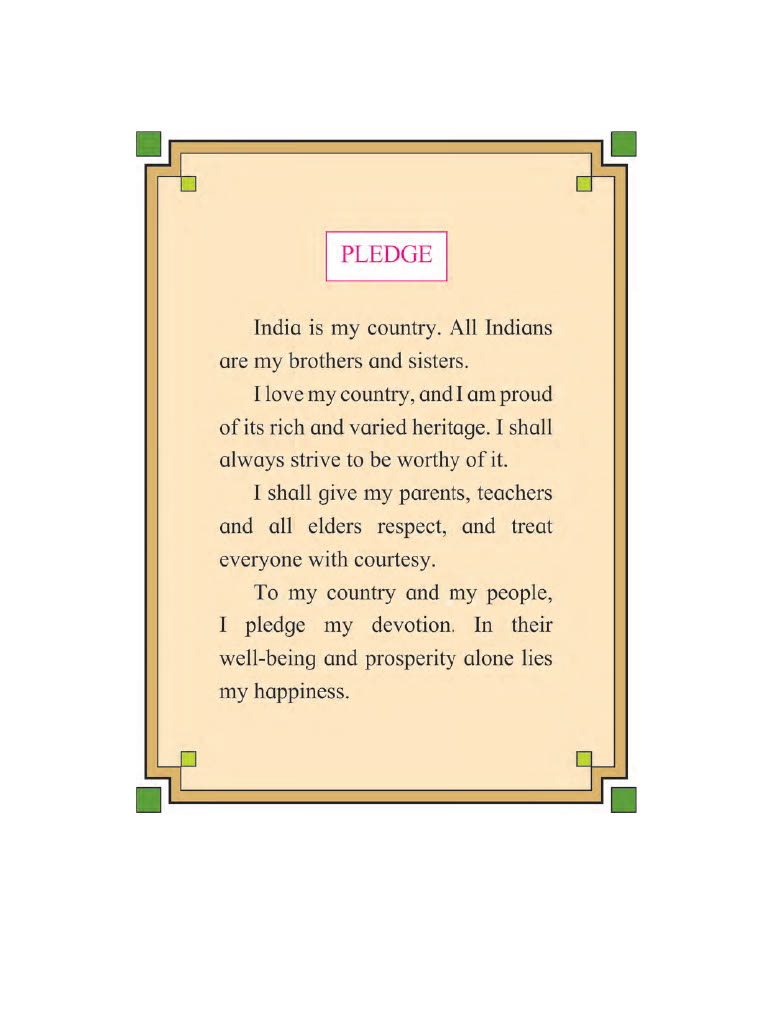 PLEDGE
India is my country. All Indians
are my brothers and sisters.
I love my country, and I am proud
of its rich and varied heritage. I shall
always strive to be worthy of it.
I shall give my parents, teachers
and all elders respect, and treat
everyone with courtesy.
To my country and my people,
I pledge my devotion. In their
well-being and prosperity alone lies
my happiness.